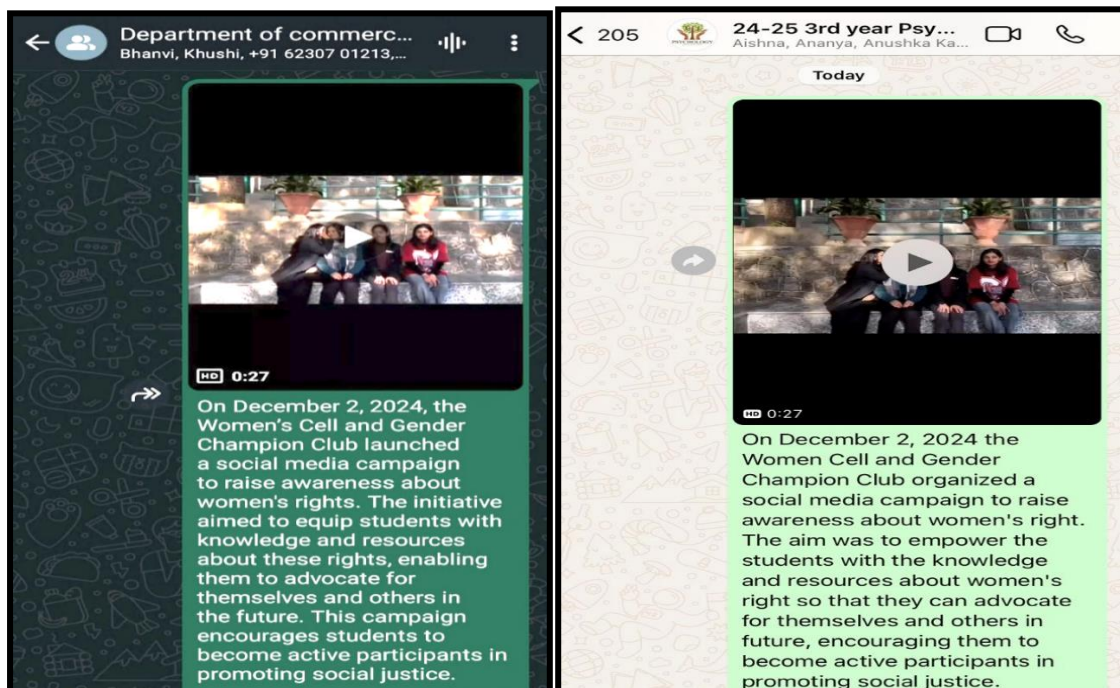 Department of commerc...
Bhanvi, Khushi, +91 62307 01213,...
HD 0:27
On December 2, 2024, the
Women's Cell and Gender
Champion Club launched
a social media campaign
to raise awareness about
women's rights. The initiative
aimed to equip students with
knowledge and resources
about these rights, enabling
them to advocate for
themselves and others in
the future. This campaign
encourages students to
become active participants in
promoting social justice.
205
PSYCHOLOGY
24-25 3rd year Psy...
Aishna, Ananya, Anushka Ka...
Today
HD 0:27
On December 2, 2024 the
Women Cell and Gender
Champion Club organized a
social media campaign to raise
awareness about women's right.
The aim was to empower the
students with the knowledge
and resources about women's
right so that they can advocate
for themselves and others in
future, encouraging them to
become active participants in
promoting social justice.